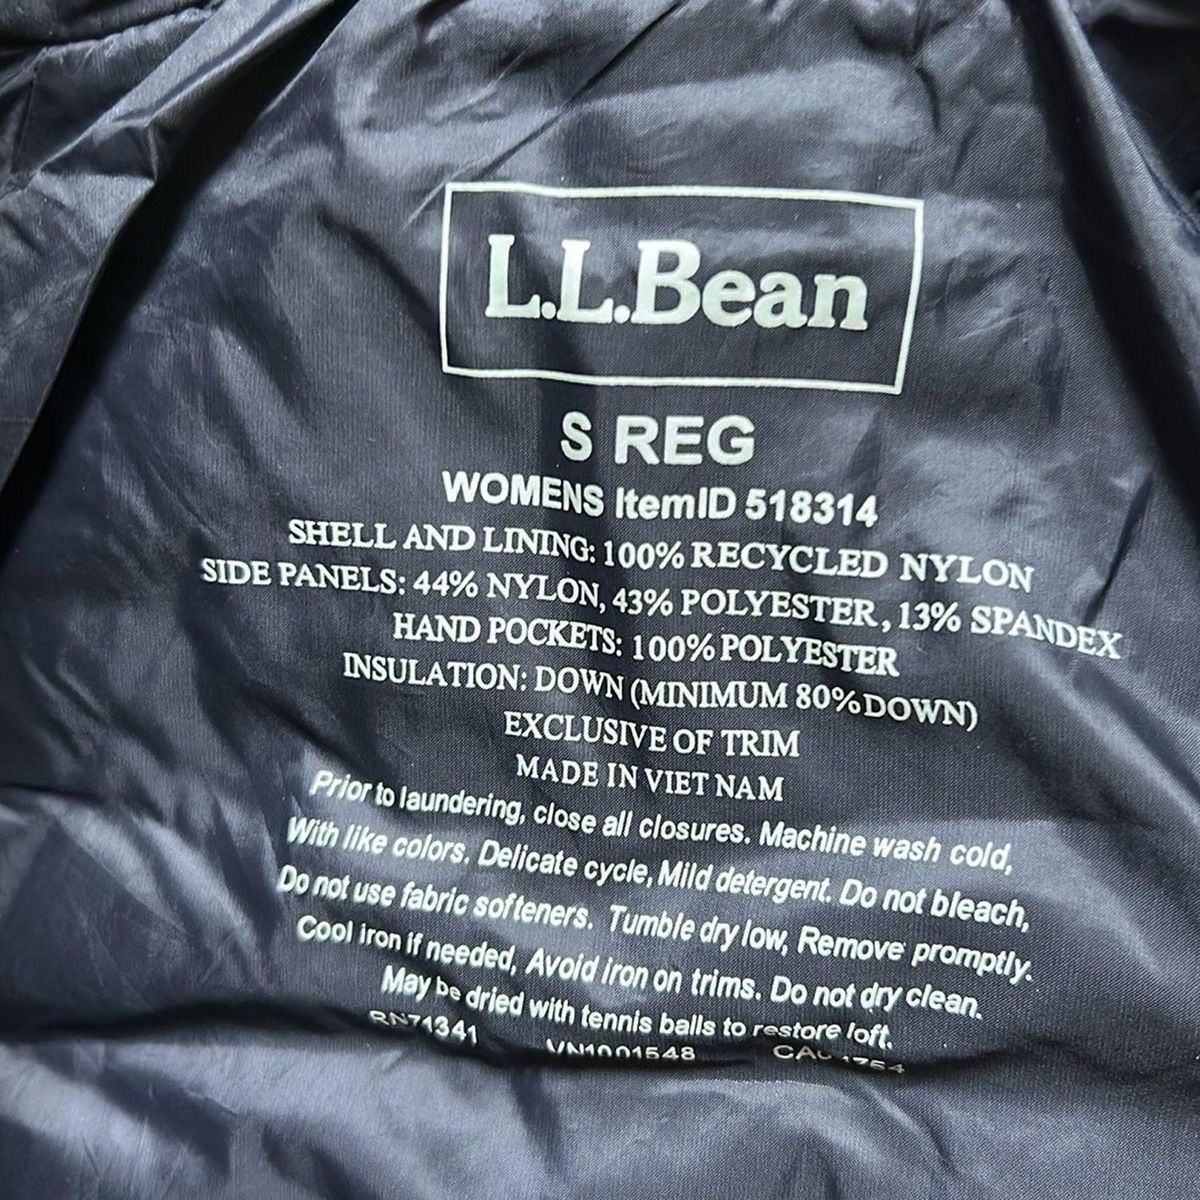 L.L.Bean
S REG
WOMENS ItemID 518314
SHELL AND LINING: 100% RECYCLED NYLON
SIDE PANELS: 44% NYLON, 43% POLYESTER, 13% SPANDEX
HAND POCKETS: 100% POLYESTER
INSULATION: DOWN (MINIMUM 80% DOWN)
EXCLUSIVE OF TRIM
MADE IN VIET NAM
Prior to laundering, close all closures. Machine wash cold,
With like colors. Delicate cycle, Mild detergent. Do not bleach,
Do not use fabric softeners. Tumble dry low, Remove promptly.
Cool iron if needed, Avoid iron on trims. Do not dry clean.
May be dried with tennis balls to restore loft.
RN71341 VN1001548